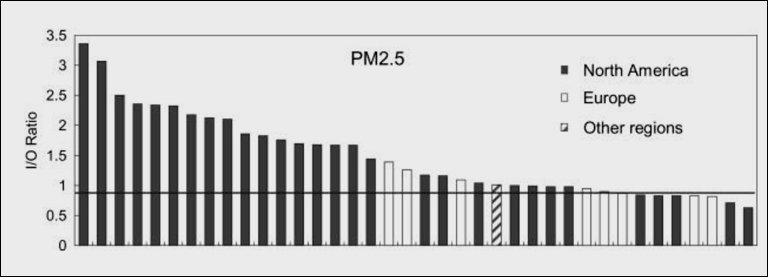 PM2.5
I/O Ratio
3.5
3
2.5
2
1.5
1
0.5
0
North America
Europe
Other regions